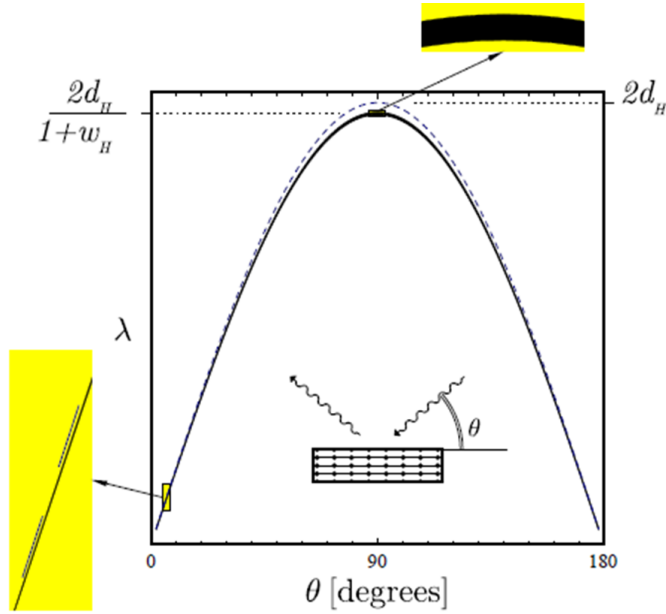 2d_H
1+w_H
2d_H
λ
θ
0
90
180
θ [degrees]